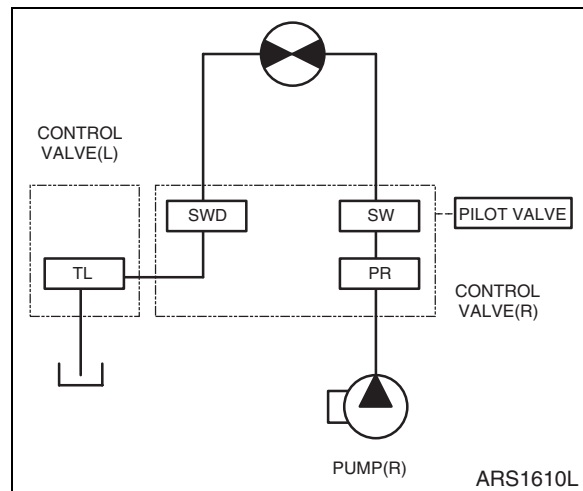 CONTROL
VALVE(L)
SWD
SW
PILOT VALVE
TL
PR
CONTROL
VALVE(R)
PUMP(R)
ARS1610L